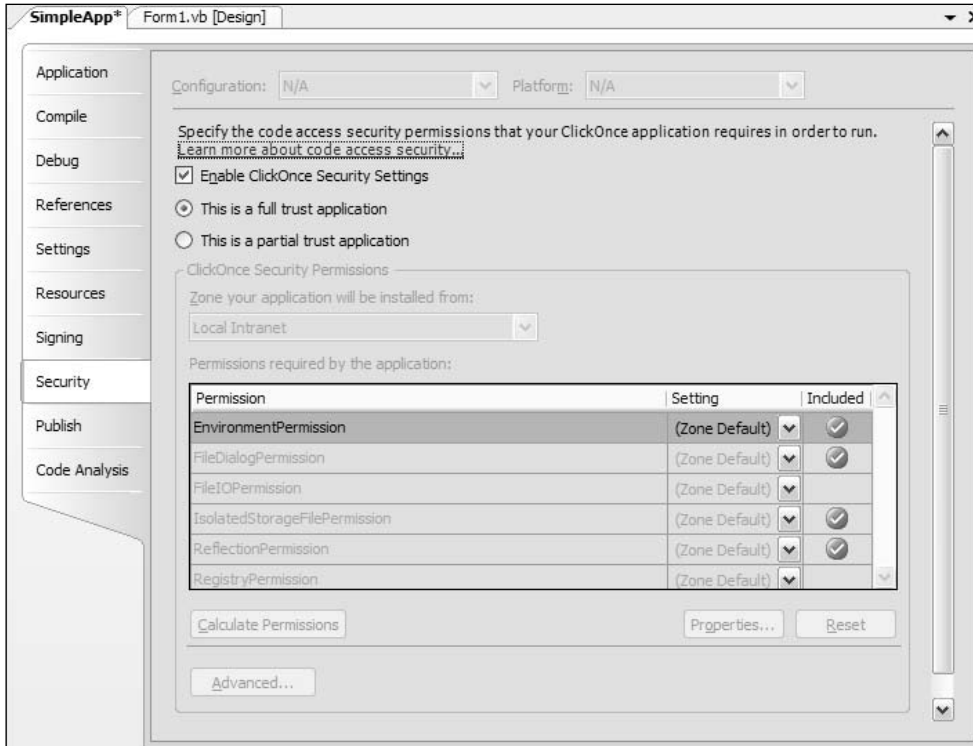 SimpleApp* Form1.vb [Design]
Application
Compile
Debug
References
Settings
Resources
Signing
Security
Publish
Code Analysis
Configuration: N/A Platform: N/A
Specify the code access security permissions that your ClickOnce application requires in order to run.
Learn more about code access security...
Enable ClickOnce Security Settings
This is a full trust application
This is a partial trust application
ClickOnce Security Permissions
Zone your application will be installed from:
Local Intranet
Permissions required by the application:
Permission Setting Included
EnvironmentPermission (Zone Default)
FileDialogPermission (Zone Default)
FileIOPermission (Zone Default)
IsolatedStorageFilePermission (Zone Default)
ReflectionPermission (Zone Default)
RegistryPermission (Zone Default)
Calculate Permissions Properties... Reset
Advanced...